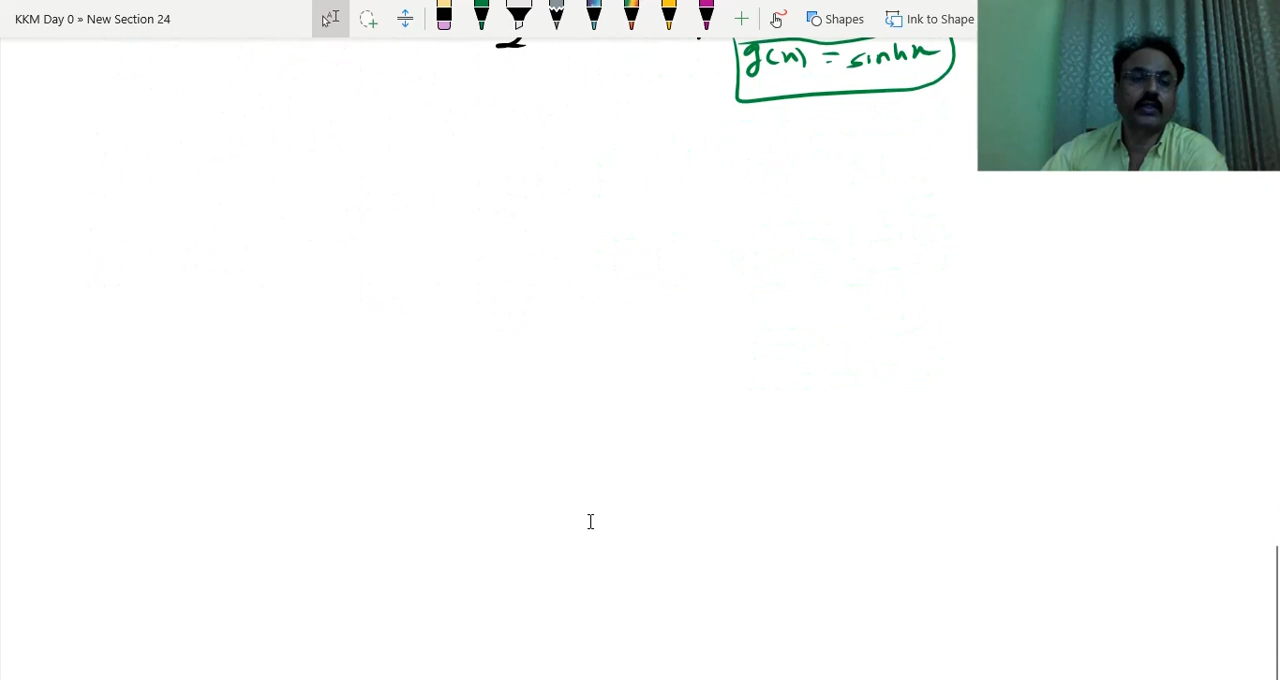 KKM Day 0 » New Section 24
Shapes
Ink to Shape
g(x) = sinhx